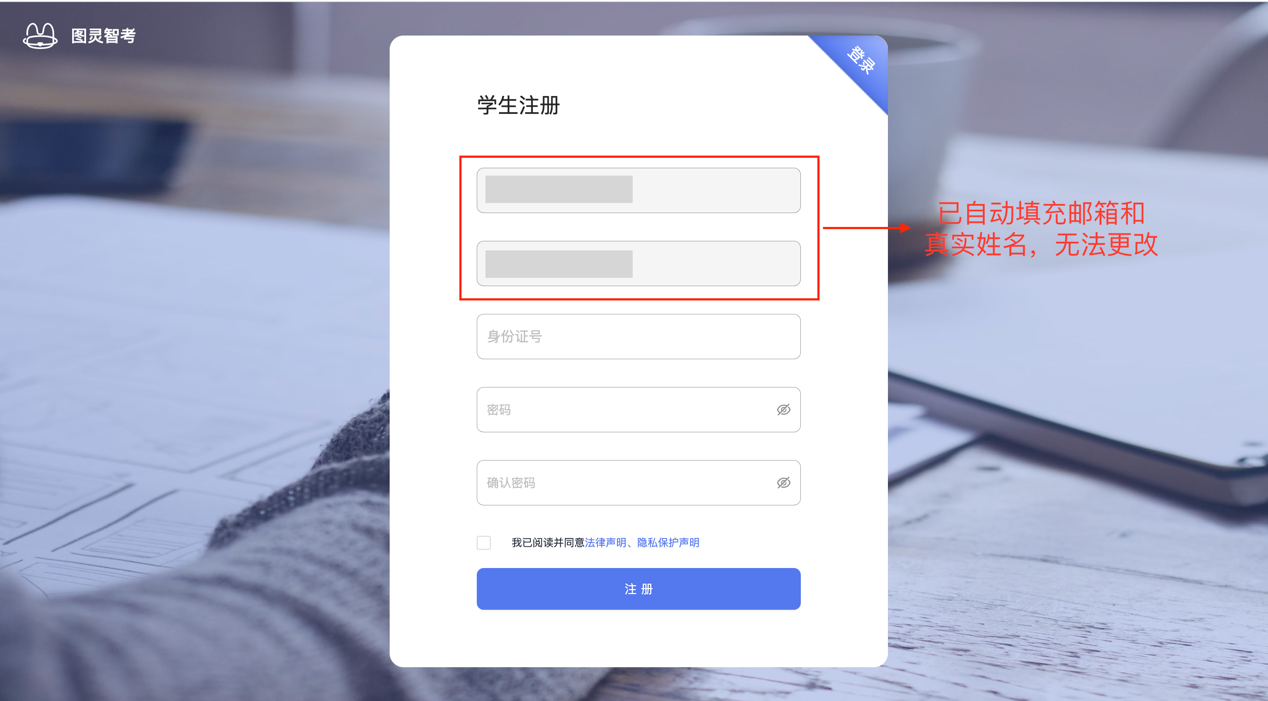 图灵智考
登录
学生注册
已自动填充邮箱和
真实姓名，无法更改
身份证号
密码
确认密码
我已阅读并同意法律声明、隐私保护声明
注 册